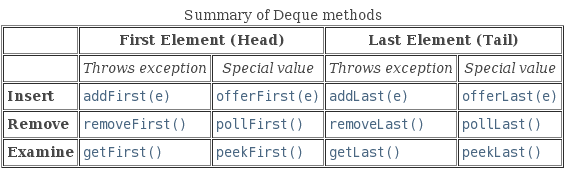 Summary of Deque methods
First Element (Head) Last Element (Tail)
Throws exception Special value Throws exception Special value
Insert addFirst(e) offerFirst(e) addLast(e) offerLast(e)
Remove removeFirst() pollFirst() removeLast() pollLast()
Examine getFirst() peekFirst() getLast() peekLast()